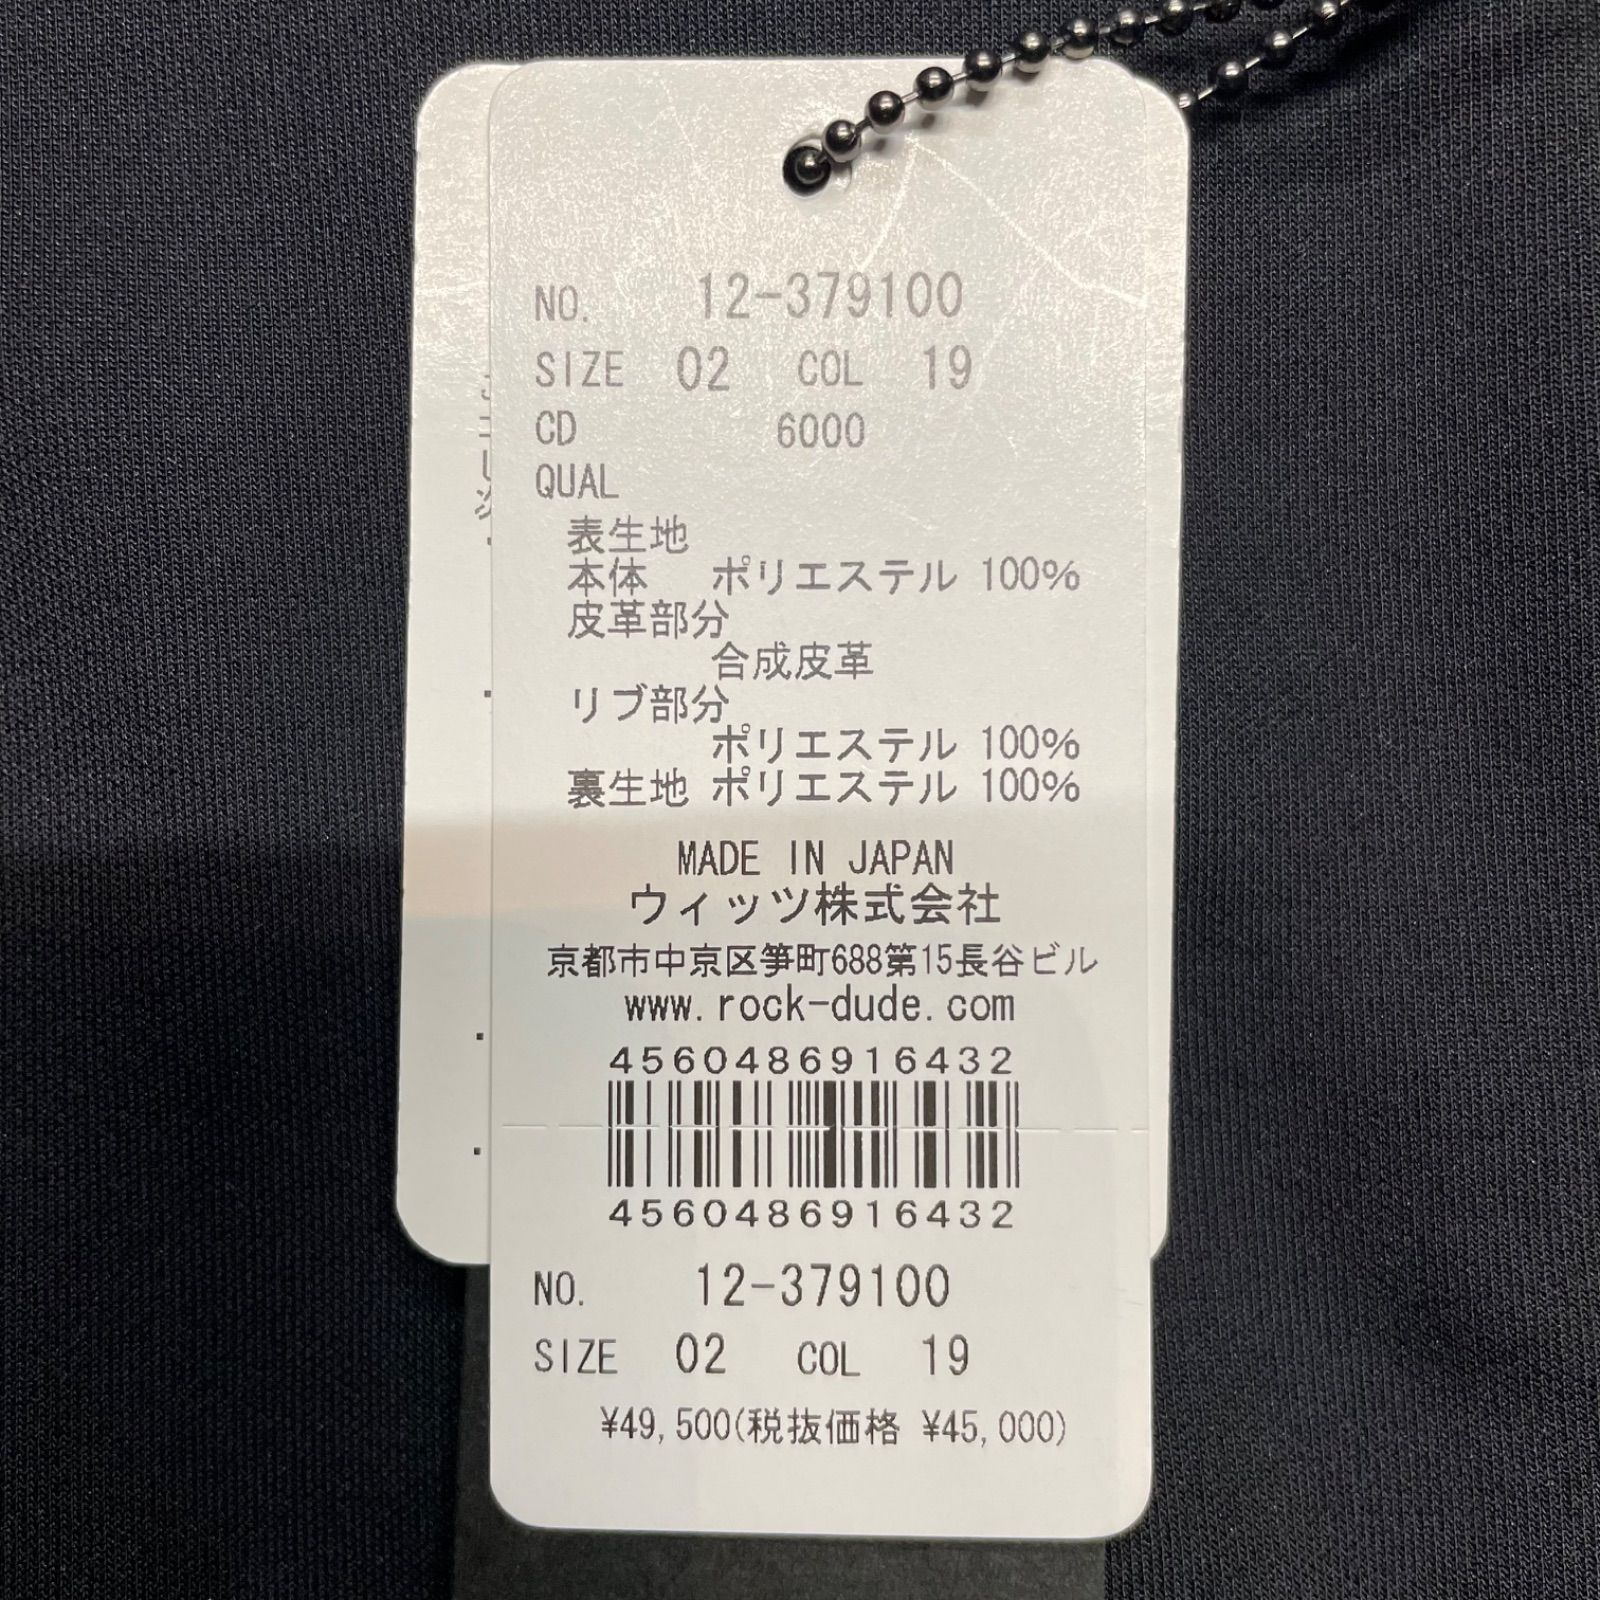 NO. 12-379100
SIZE 02 COL 19
CD 6000
QUAL
表生地
本体 ポリエステル 100%
皮革部分
合成皮革
リブ部分
ポリエステル 100%
裏生地 ポリエステル 100%
MADE IN JAPAN
ウィッツ株式会社
京都市中京区笋町688第15長谷ビル
www.rock-dude.com
4560486916432
4560486916432
NO. 12-379100
SIZE 02 COL 19
¥49,500(税抜価格 ¥45,000)